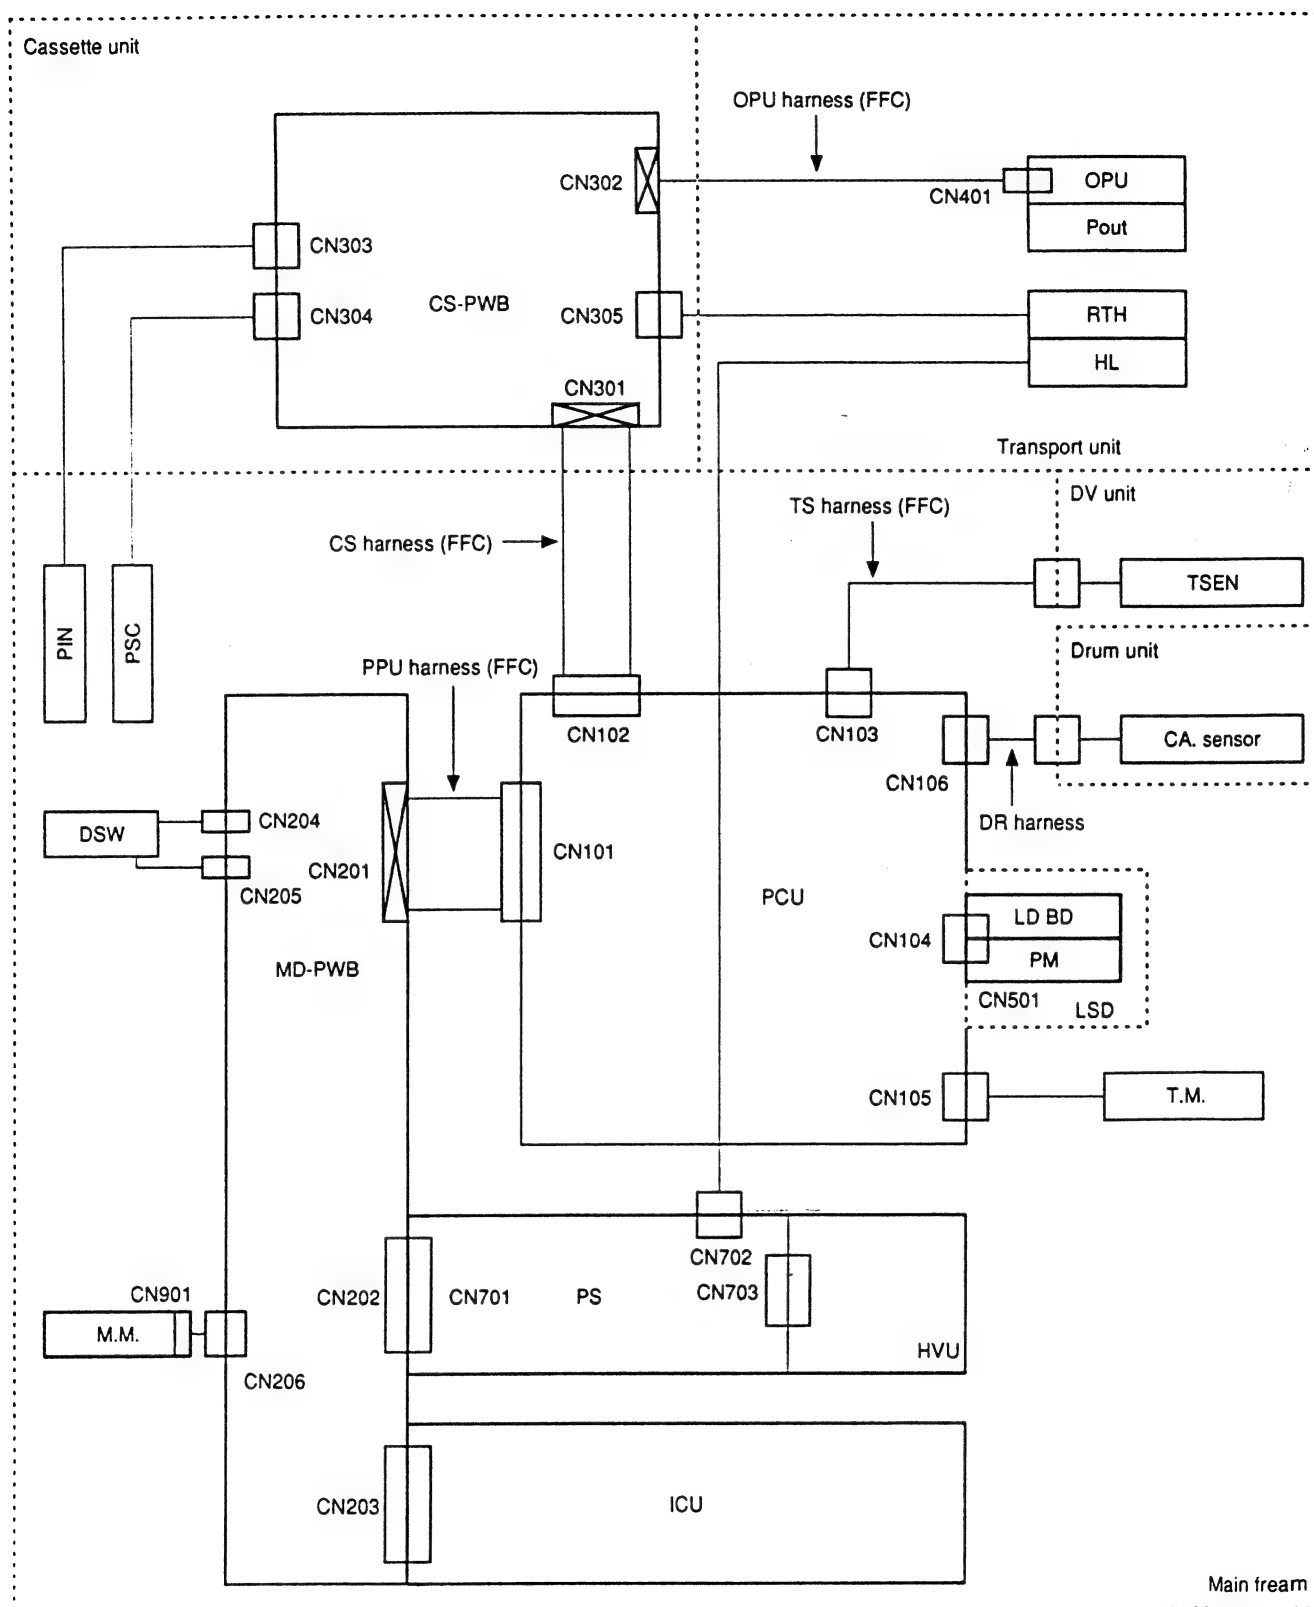 Cassette unit
OPU harness (FFC)
CN302
CN401
OPU
Pout
CN303
CS-PWB
CN304
CN305
RTH
HL
CN301
Transport unit
DV unit
TS harness (FFC)
CS harness (FFC)
TSEN
PIN
PSC
Drum unit
PPU harness (FFC)
CN102
CN103
CA. sensor
CN106
DR harness
DSW
CN204
CN201
CN101
CN205
PCU
LD BD
CN104
PM
MD-PWB
CN501
LSD
CN105
T.M.
CN702
CN901
CN202
CN701
PS
CN703
M.M.
HVU
CN206
CN203
ICU
Main fream